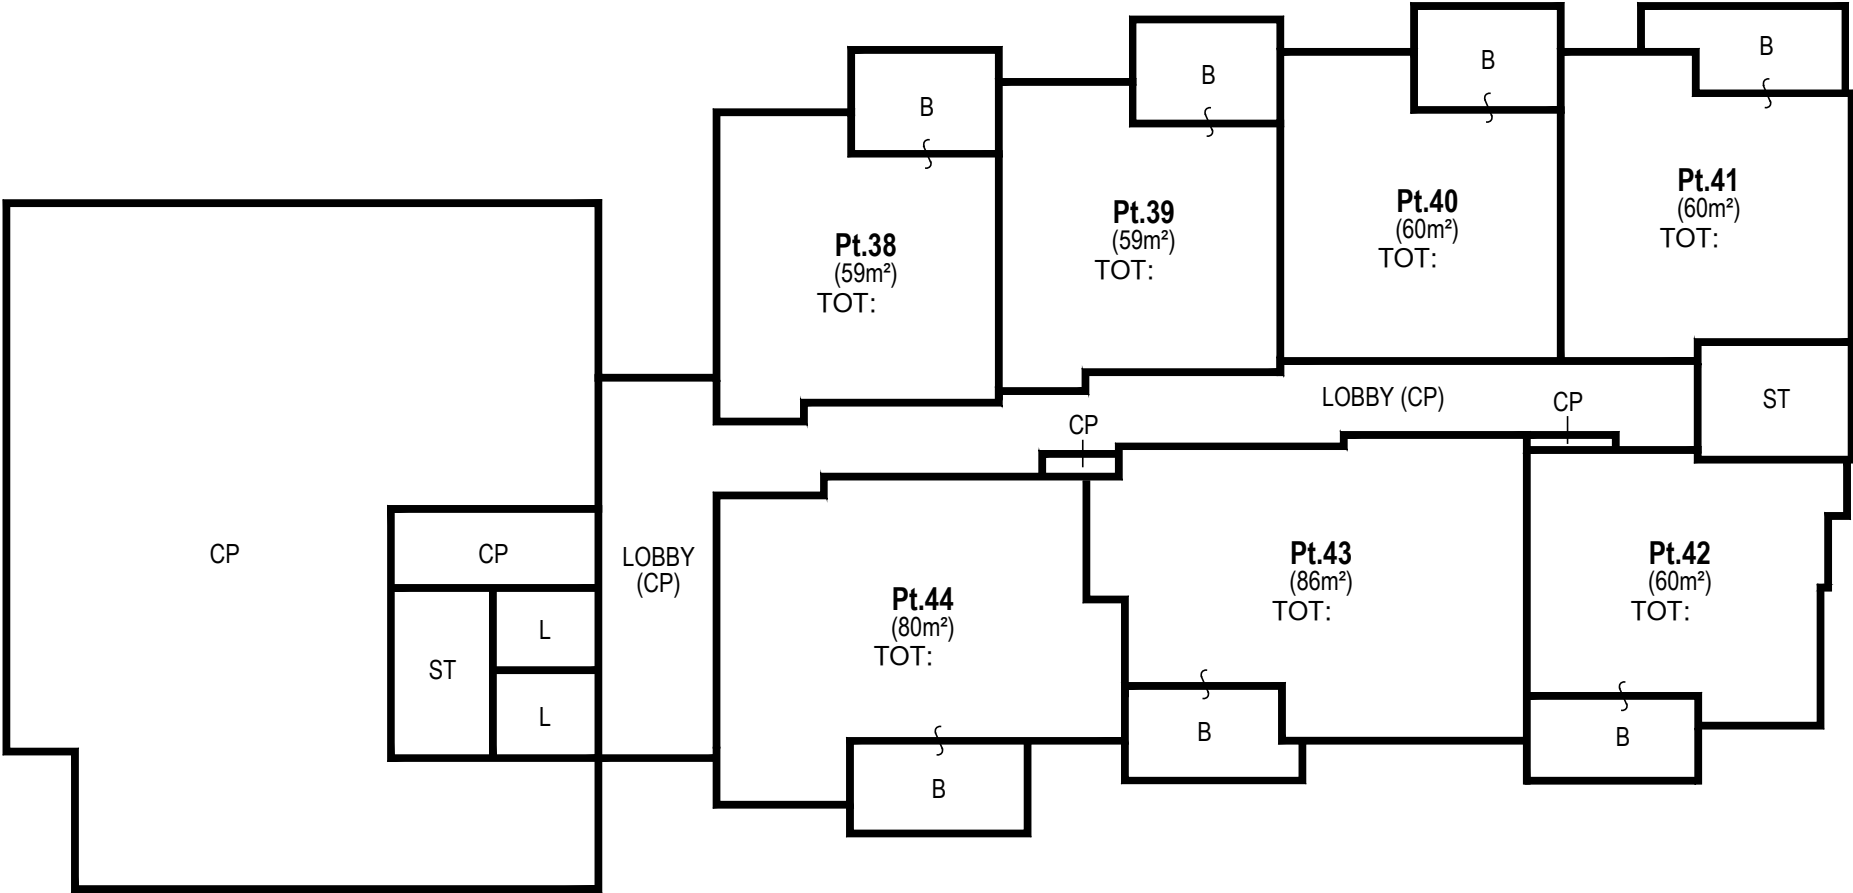 B
B
B
B
Pt.38
(59m²)
TOT:
Pt.39
(59m²)
TOT:
Pt.40
(60m²)
TOT:
Pt.41
(60m²)
TOT:
LOBBY (CP)
CP
ST
CP
CP
CP
LOBBY
(CP)
ST
L
L
Pt.44
(80m²)
TOT:
Pt.43
(86m²)
TOT:
Pt.42
(60m²)
TOT:
B
B
B